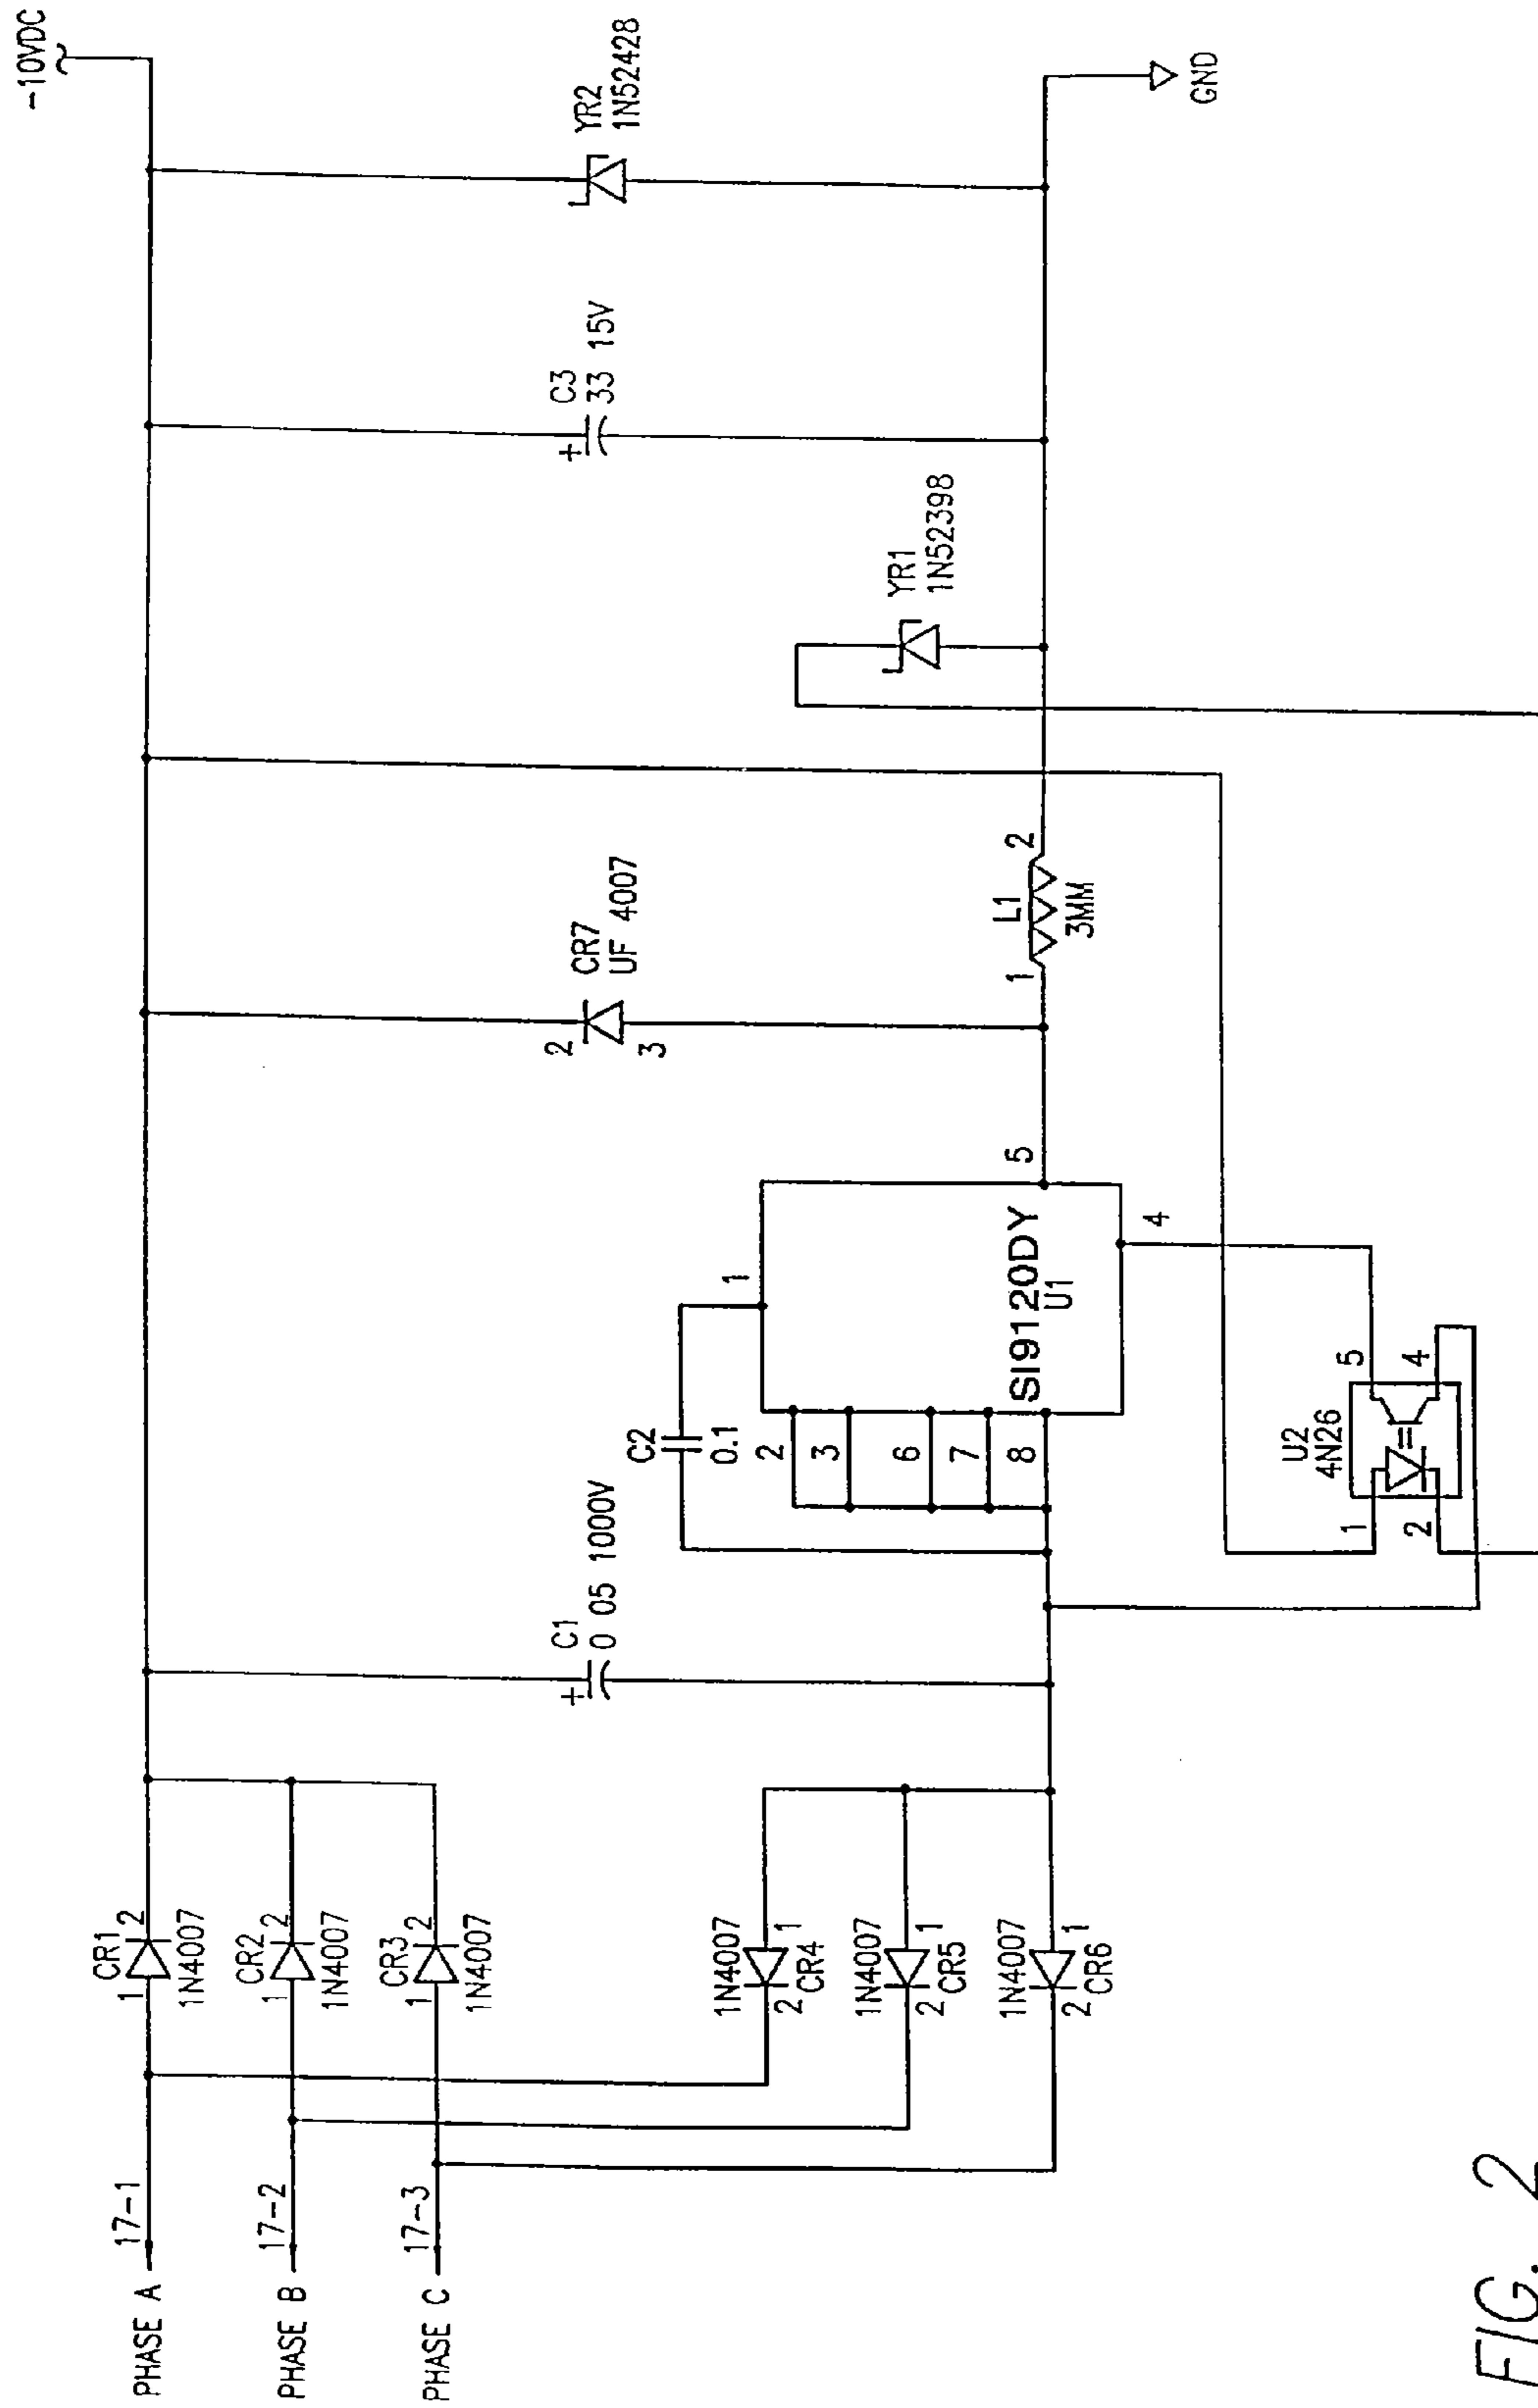 -10VDC
YR2
1N52428
GND
C3
+
33 15V
YR1
1N52398
CR7
UF 4007
2
3
L1
1
2
3MM
5
1
4
SI9120DY
U1
C2
0.1
2
3
6
7
8
U2
4N26
5
4
1
2
C1
+
0 05 1000V
CR1
1
2
1N4007
CR2
1
2
1N4007
CR3
1
2
1N4007
1N4007
2
1
CR4
1N4007
2
1
CR5
1N4007
2
1
CR6
17-1
PHASE A
17-2
PHASE B
17-3
PHASE C
FIG. 2